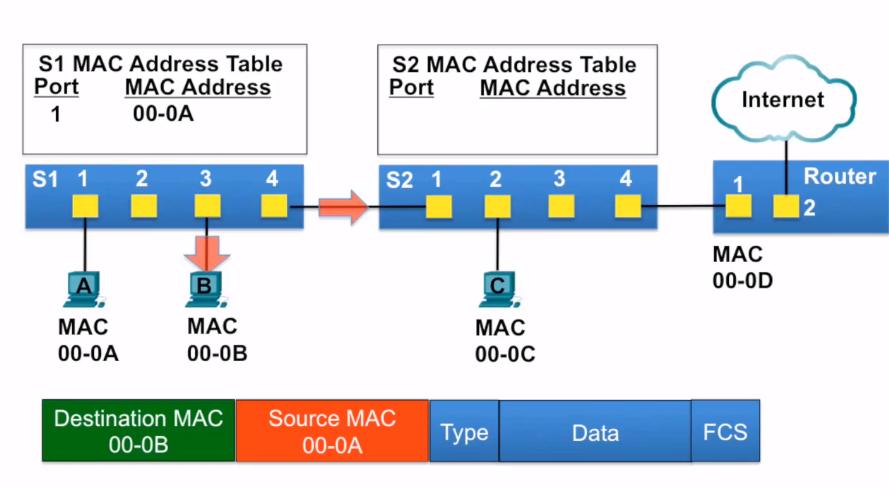 S1 MAC Address Table
Port MAC Address
1 00-0A
S2 MAC Address Table
Port MAC Address
Internet
S1 1 2 3 4
S2 1 2 3 4
1 Router
2
MAC
00-0D
A
MAC
00-0A
B
MAC
00-0B
C
MAC
00-0C
Destination MAC
00-0B
Source MAC
00-0A
Type
Data
FCS